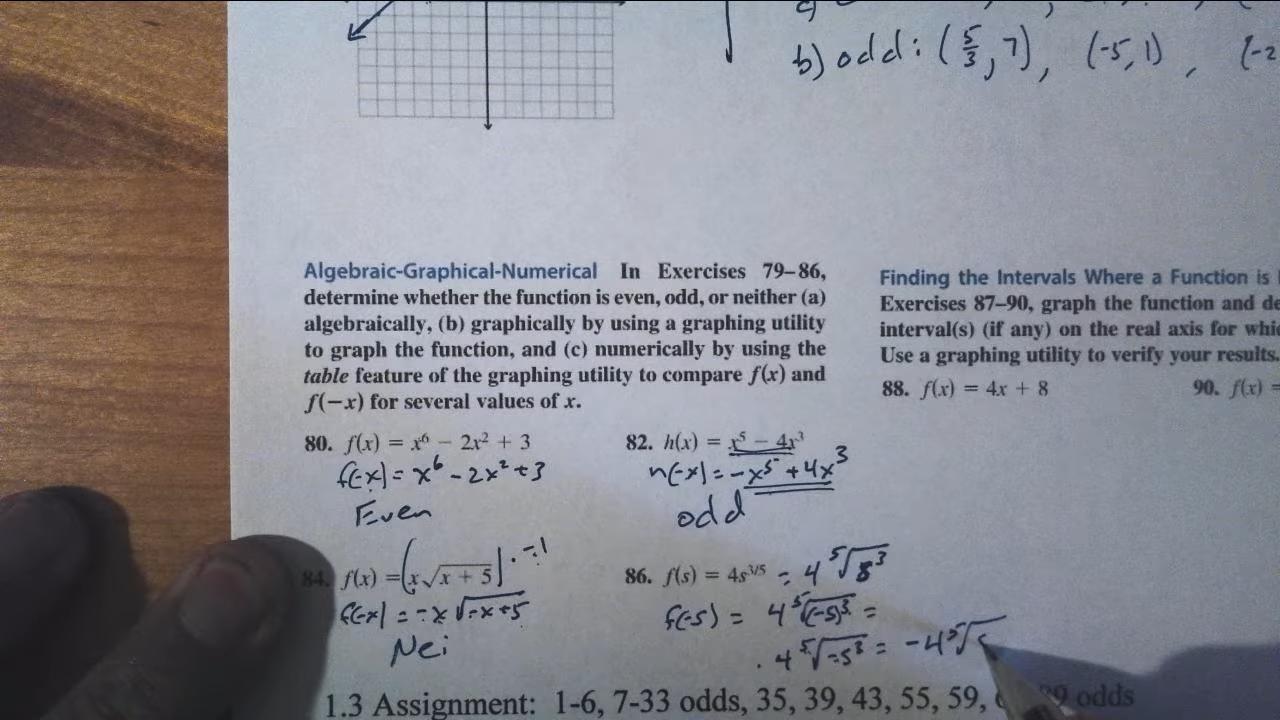 b) odd: (5/3, 7), (-5, 1), (-2
Algebraic-Graphical-Numerical In Exercises 79–86,
determine whether the function is even, odd, or neither (a)
algebraically, (b) graphically by using a graphing utility
to graph the function, and (c) numerically by using the
table feature of the graphing utility to compare f(x) and
f(−x) for several values of x.
80. f(x) = x⁶ − 2x² + 3
f(-x) = x⁶ - 2x² + 3
Even
82. h(x) = x⁵ − 4x³
h(-x) = -x⁵ + 4x³
odd
84. f(x) = (x√(x + 5)) · -1
f(-x) = -x √(-x+5)
Nei
86. f(s) = 4s^(3/5) = 4 ⁵√(s³)
f(-s) = 4 ⁵√((-s)³) =
. 4 ⁵√(-s³) = -4 ⁵√s
Finding the Intervals Where a Function is
Exercises 87–90, graph the function and de
interval(s) (if any) on the real axis for whic
Use a graphing utility to verify your results.
88. f(x) = 4x + 8
90. f(x) =
1.3 Assignment: 1-6, 7-33 odds, 35, 39, 43, 55, 59, 9 odds